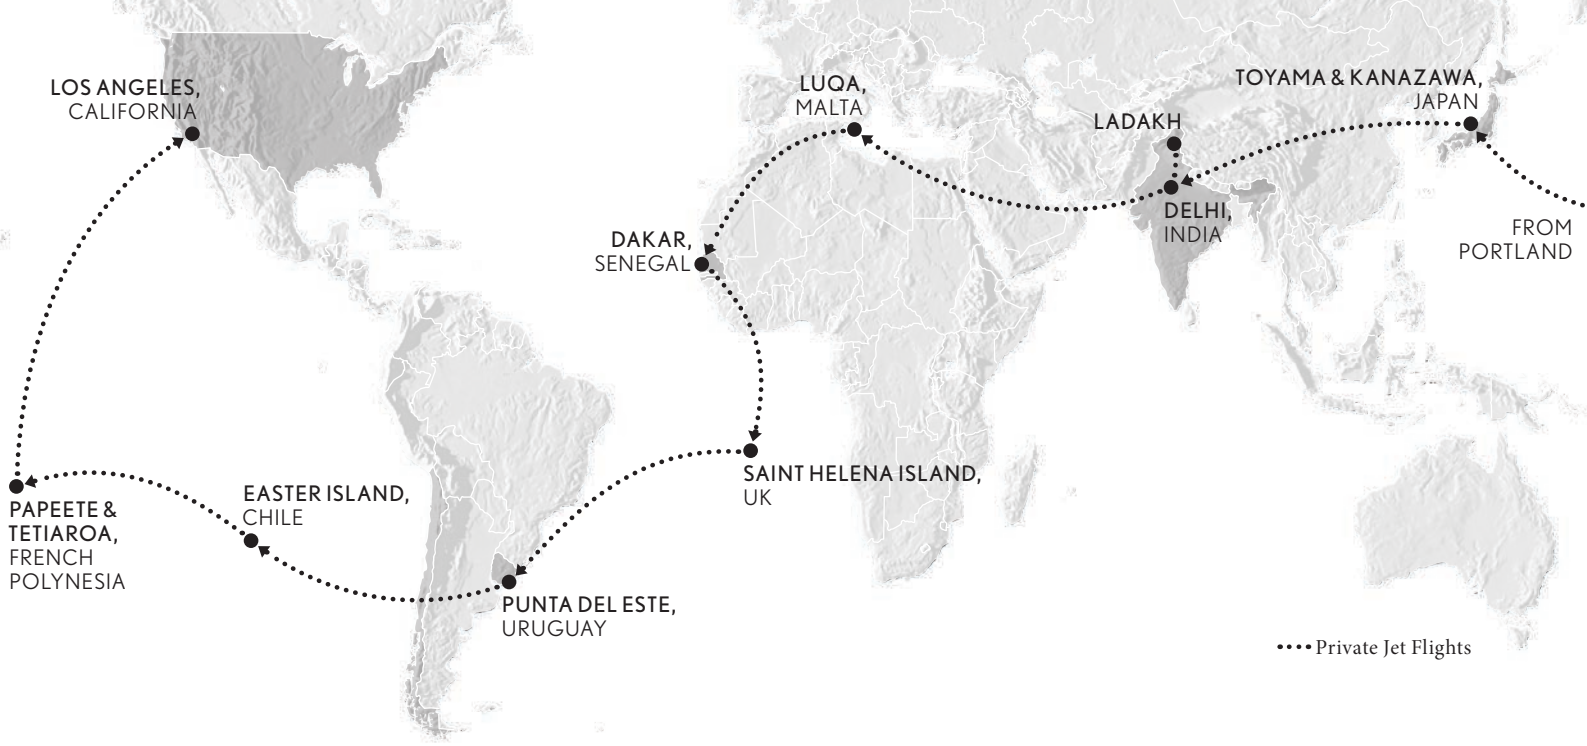 LOS ANGELES,
CALIFORNIA
LUQA,
MALTA
TOYAMA & KANAZAWA,
JAPAN
LADAKH
DELHI,
INDIA
FROM
PORTLAND
DAKAR,
SENEGAL
SAINT HELENA ISLAND,
UK
EASTER ISLAND,
CHILE
PAPEETE &
TETIAROA,
FRENCH
POLYNESIA
PUNTA DEL ESTE,
URUGUAY
Private Jet Flights